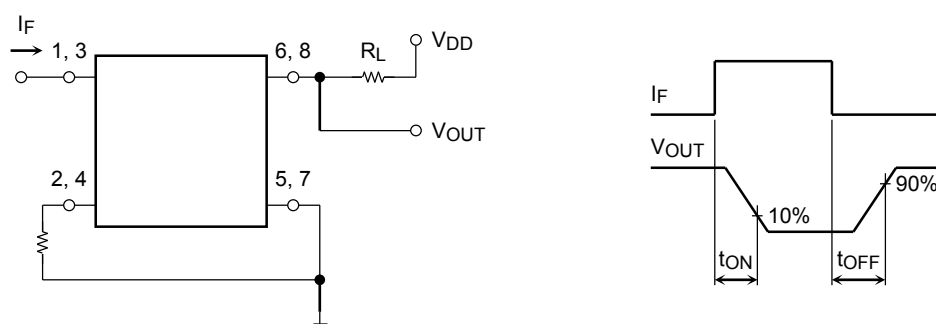 IF
1, 3
6, 8
RL
VDD
VOUT
2, 4
5, 7
IF
VOUT
10%
90%
tON
tOFF